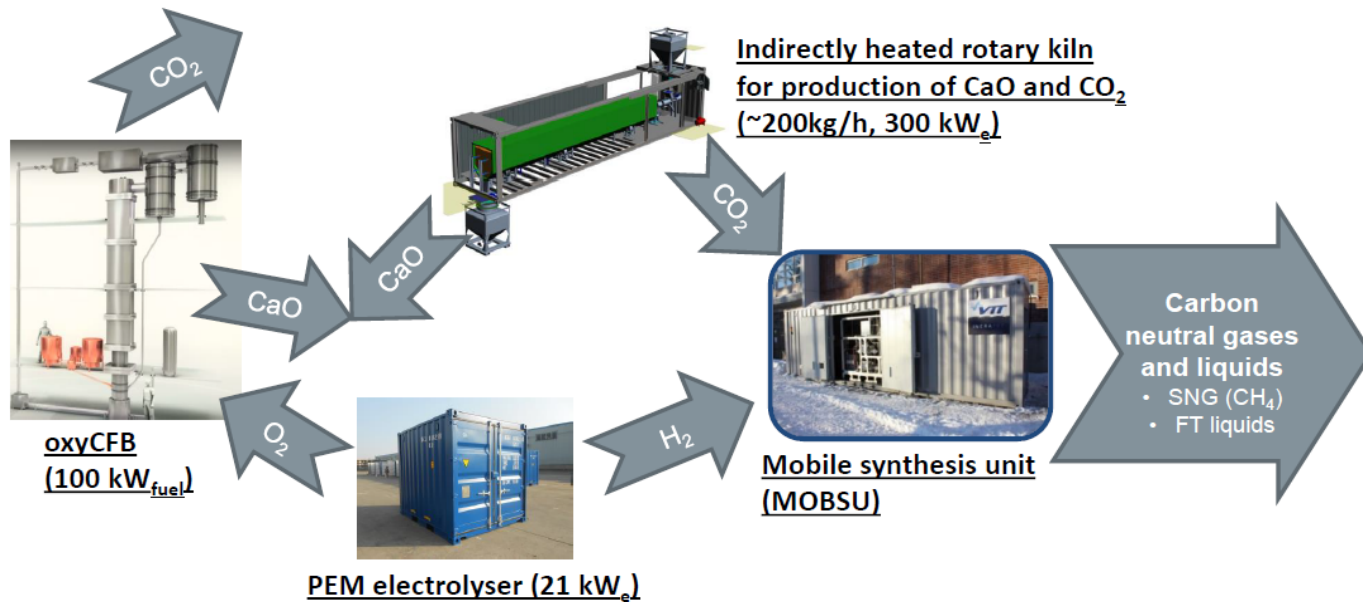 CO₂
Indirectly heated rotary kiln
for production of CaO and CO₂
(~200kg/h, 300 kWₑ)
CO₂
CaO
CaO
VTT
Carbon
neutral gases
and liquids
• SNG (CH₄)
• FT liquids
O₂
H₂
oxyCFB
(100 kW_fuel)
Mobile synthesis unit
(MOBSU)
PEM electrolyser (21 kWₑ)